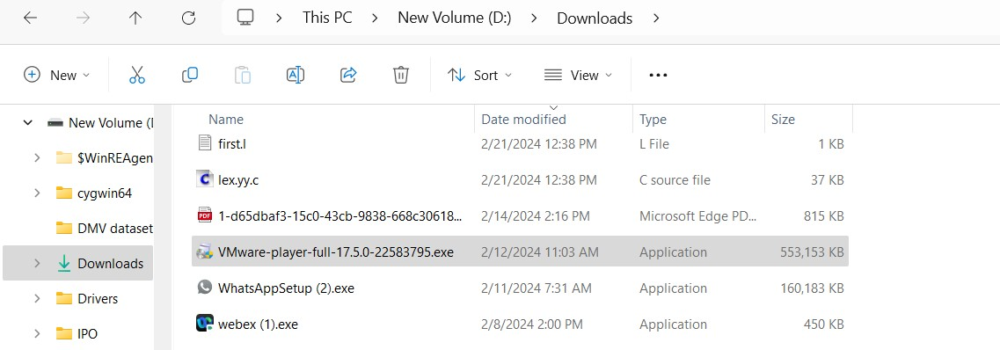 This PC > New Volume (D:) > Downloads >
New Sort View
Name Date modified Type Size
New Volume (
$WinREAgen
cygwin64
DMV dataset
Downloads
Drivers
IPO
first.l 2/21/2024 12:38 PM L File 1 KB
lex.yy.c 2/21/2024 12:38 PM C source file 37 KB
1-d65dbaf3-15c0-43cb-9838-668c30618... 2/14/2024 2:16 PM Microsoft Edge PD... 815 KB
VMware-player-full-17.5.0-22583795.exe 2/12/2024 11:03 AM Application 553,153 KB
WhatsAppSetup (2).exe 2/11/2024 7:31 AM Application 160,183 KB
webex (1).exe 2/8/2024 2:00 PM Application 450 KB